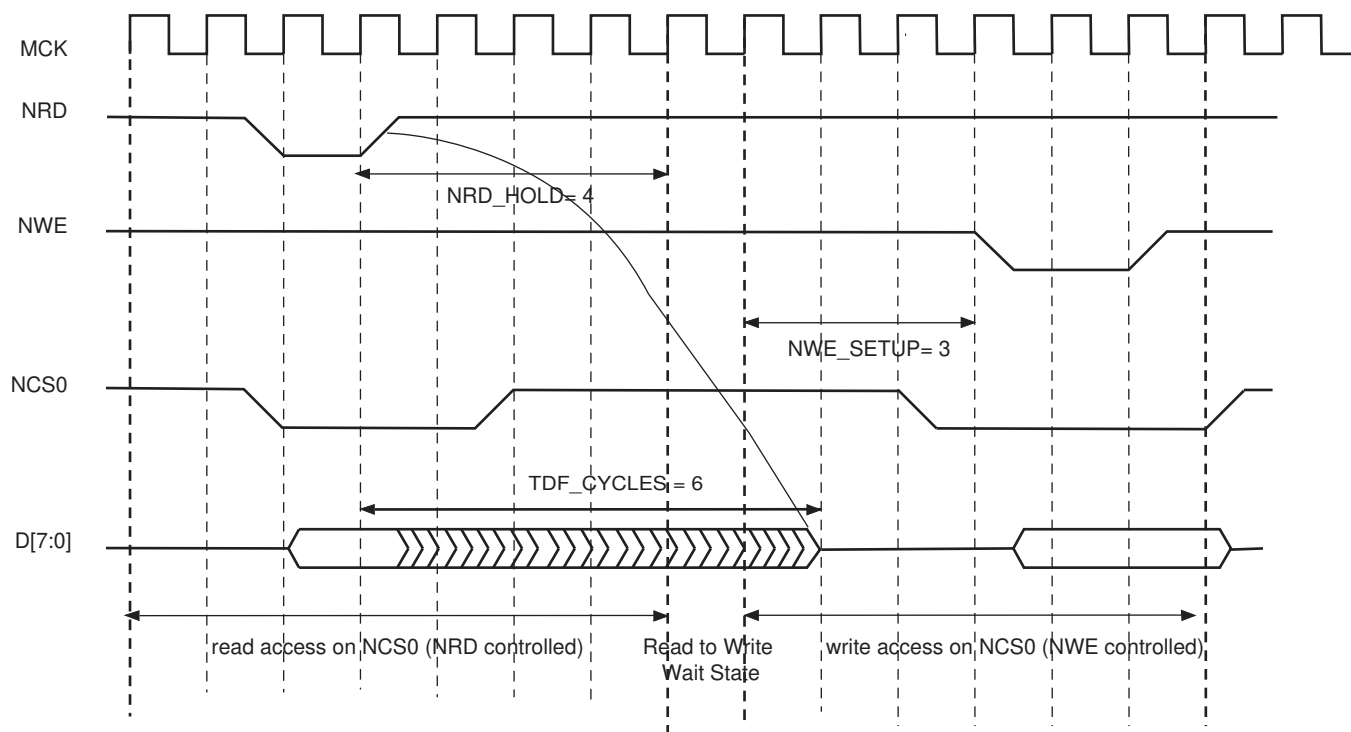 MCK
NRD
NRD_HOLD= 4
NWE
NWE_SETUP= 3
NCS0
TDF_CYCLES = 6
D[7:0]
read access on NCS0 (NRD controlled)
Read to Write
Wait State
write access on NCS0 (NWE controlled)